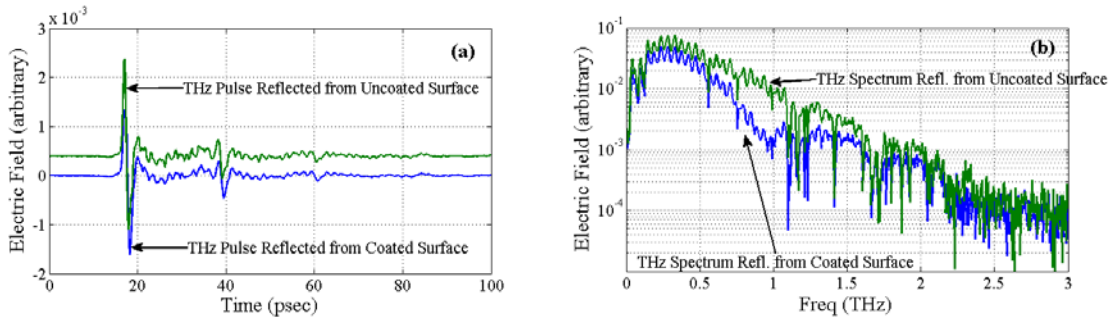 x 10^-3
3
2
1
0
-1
-2
Electric Field (arbitrary)
(a)
THz Pulse Reflected from Uncoated Surface
THz Pulse Reflected from Coated Surface
0 20 40 60 80 100
Time (psec)
10^-1
10^-2
10^-3
10^-4
Electric Field (arbitrary)
(b)
THz Spectrum Refl. from Uncoated Surface
THz Spectrum Refl. from Coated Surface
0 0.5 1 1.5 2 2.5 3
Freq (THz)